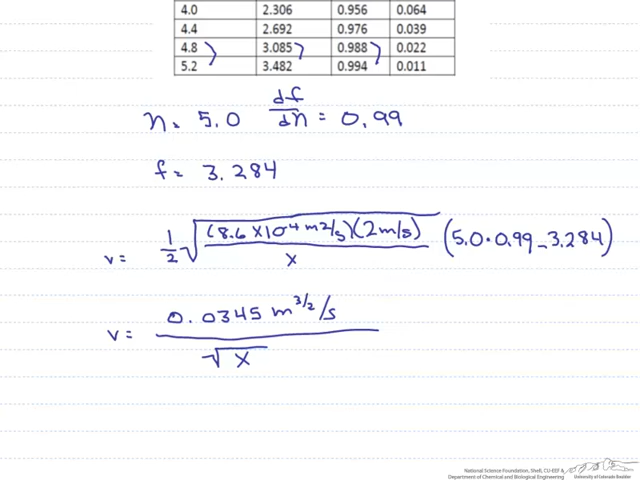 4.0 2.306 0.956 0.064
4.4 2.692 0.976 0.039
4.8 3.085 0.988 0.022
5.2 3.482 0.994 0.011
η = 5.0 df/dη = 0.99
f = 3.284
v = 1/2 √((8.6 x 10⁻⁴ m2/s)(2 m/s) / x) (5.0 · 0.99 - 3.284)
v = 0.0345 m^3/2 /s / √x
National Science Foundation, Shell, CU-EEF &
Department of Chemical and Biological Engineering University of Colorado Boulder